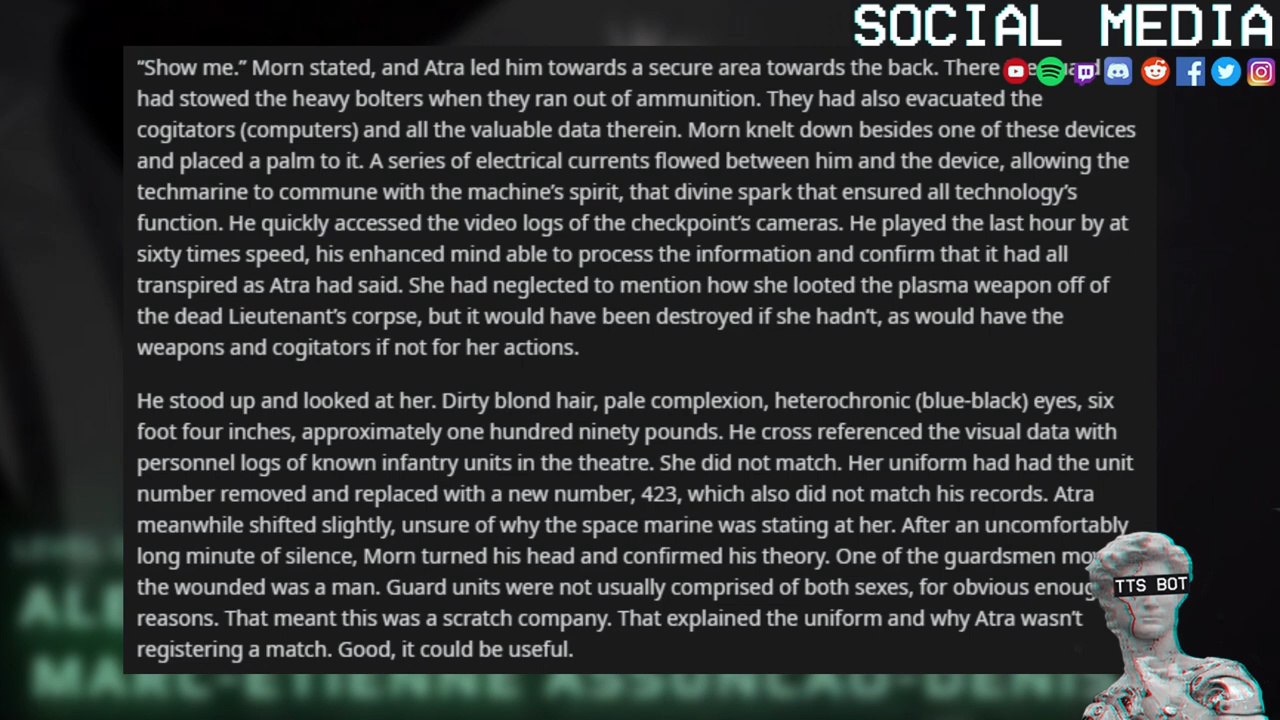 SOCIAL MEDIA
“Show me.” Morn stated, and Atra led him towards a secure area towards the back. There
had stowed the heavy bolters when they ran out of ammunition. They had also evacuated the
cogitators (computers) and all the valuable data therein. Morn knelt down besides one of these devices
and placed a palm to it. A series of electrical currents flowed between him and the device, allowing the
techmarine to commune with the machine’s spirit, that divine spark that ensured all technology’s
function. He quickly accessed the video logs of the checkpoint’s cameras. He played the last hour by at
sixty times speed, his enhanced mind able to process the information and confirm that it had all
transpired as Atra had said. She had neglected to mention how she looted the plasma weapon off of
the dead Lieutenant’s corpse, but it would have been destroyed if she hadn’t, as would have the
weapons and cogitators if not for her actions.
He stood up and looked at her. Dirty blond hair, pale complexion, heterochronic (blue-black) eyes, six
foot four inches, approximately one hundred ninety pounds. He cross referenced the visual data with
personnel logs of known infantry units in the theatre. She did not match. Her uniform had had the unit
number removed and replaced with a new number, 423, which also did not match his records. Atra
meanwhile shifted slightly, unsure of why the space marine was stating at her. After an uncomfortably
long minute of silence, Morn turned his head and confirmed his theory. One of the guardsmen
the wounded was a man. Guard units were not usually comprised of both sexes, for obvious
reasons. That meant this was a scratch company. That explained the uniform and why Atra wasn’t
registering a match. Good, it could be useful.
TTS BOT